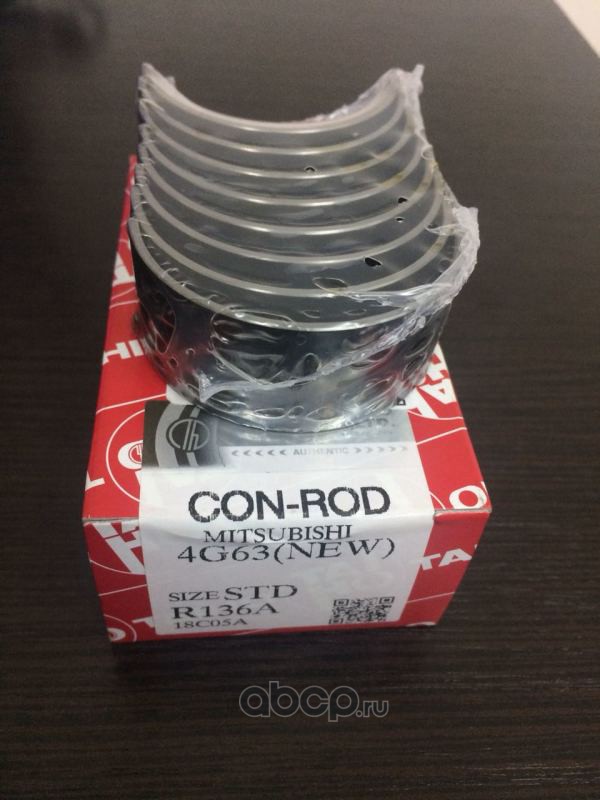 AUTHENTIC
CON-ROD
MITSUBISHI
4G63(NEW)
SIZE STD
R136A
18C05A
abcp.ru